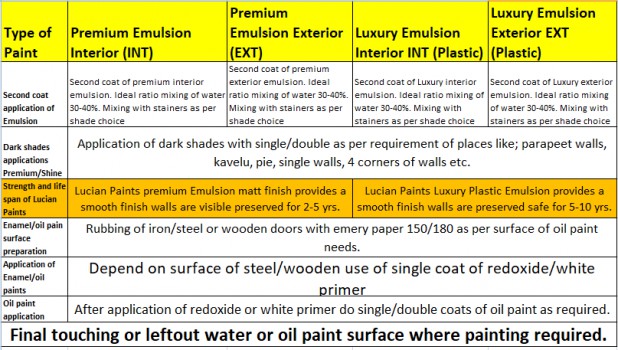 Type of
Paint
Premium Emulsion
Interior (INT)
Premium
Emulsion Exterior
(EXT)
Luxury Emulsion
Interior INT (Plastic)
Luxury Emulsion
Exterior EXT
(Plastic)
Second coat
application of
Emulsion
Second coat of premium interior
emulsion. Ideal ratio mixing of water
30-40%. Mixing with stainers as per
shade choice
Second coat of premium
exterior emulsion. Ideal
ratio mixing of water 30-40%.
Mixing with stainers as per
shade choice
Second coat of Luxury interior
emulsion. Ideal ratio mixing of
water 30-40%. Mixing with
stainers as per shade choice
Second coat of Luxury exterior
emulsion. Ideal ratio mixing
of water 30-40%. Mixing with
stainers as per shade choice
Dark shades
applications
Premium/Shine
Application of dark shades with single/double as per requirement of places like; parapete walls,
kavelu, pie, single walls, 4 corners of walls etc.
Strength and life
span of Lucian
Paints
Lucian Paints premium Emulsion matt finish provides a
smooth finish walls are visible preserved for 2-5 yrs.
Lucian Paints Luxury Plastic Emulsion provides a
smooth finish walls are preserved safe for 5-10 yrs.
Enamel/oil pain
surface
preparation
Rubbing of iron/steel or wooden doors with emery paper 150/180 as per surface of oil paint
needs.
Application of
Enamel/oil
paints
Depend on surface of steel/wooden use of single coat of redoxide/white
primer
Oil paint
application
After application of redoxide or white primer do single/double coats of oil paint as required.
Final touching or leftout water or oil paint surface where painting required.